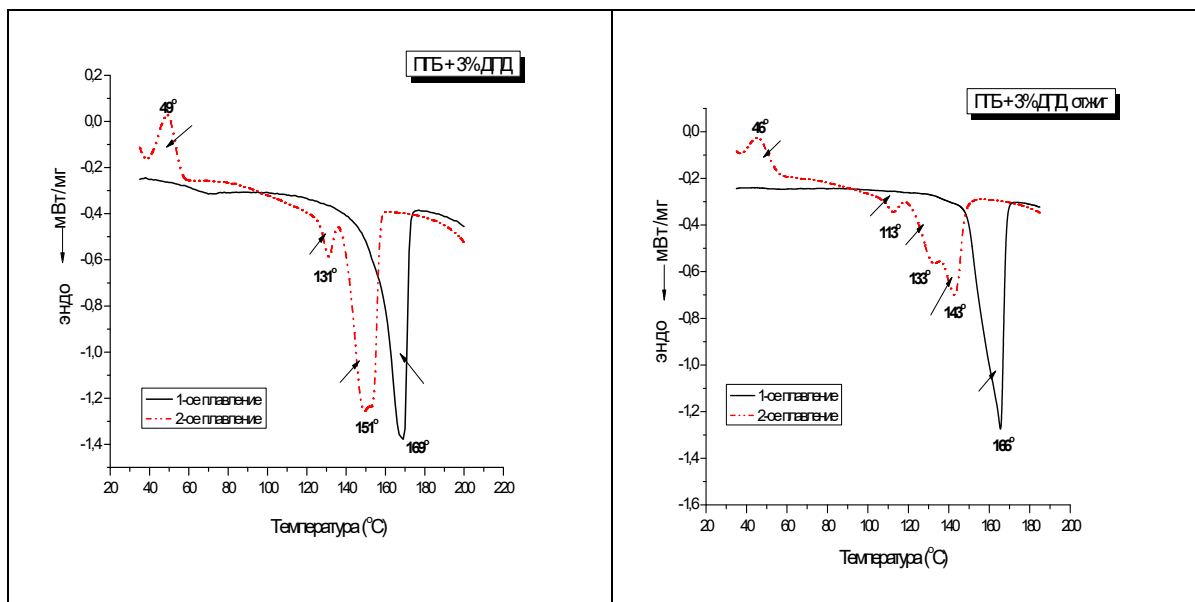 ПГБ + 3% ДПД
0,2
0,0
-0,2
-0,4
-0,6
-0,8
-1,0
-1,2
-1,4
мВт/мг
эндо
49°
131°
151°
169°
1-ое плавление
2-ое плавление
20 40 60 80 100 120 140 160 180 200 220
Температура (°C)
ПГБ + 3% ДПД отжиг
0,0
-0,2
-0,4
-0,6
-0,8
-1,0
-1,2
-1,4
-1,6
мВт/мг
эндо
46°
113°
133°
143°
166°
1-ое плавление
2-ое плавление
20 40 60 80 100 120 140 160 180 200
Температура (°C)